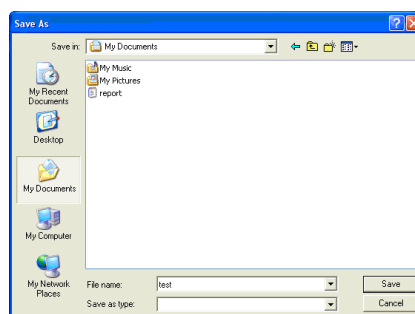 Save As
Save in:
My Documents
My Music
My Pictures
report
My Recent
Documents
Desktop
My Documents
My Computer
My Network
Places
File name:
test
Save
Save as type:
Cancel